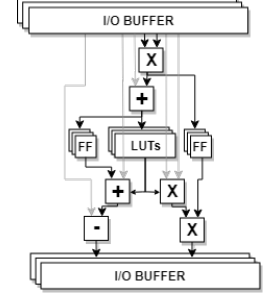 I/O BUFFER
X
+
FF
LUTs
FF
+
X
-
X
I/O BUFFER